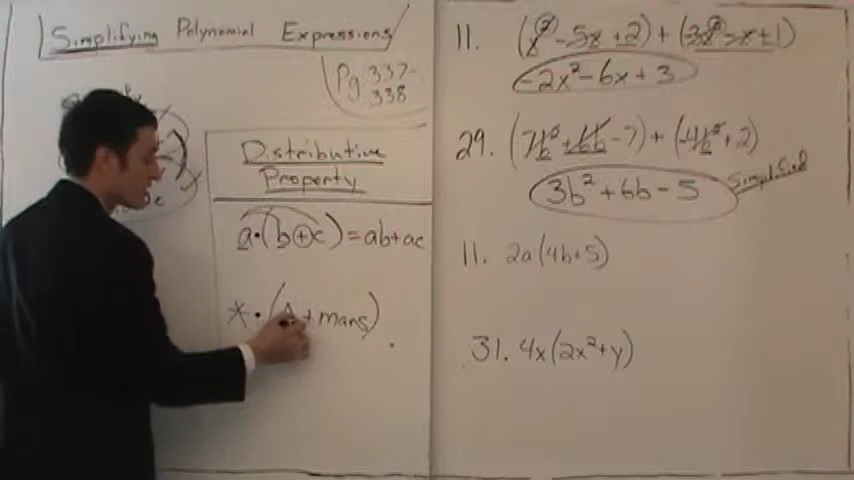 Simplifying Polynomial Expressions
Pg 337-
338
Distributive
Property
a•(b+c)=ab+ac
*•( + mars)
11. (x² - 5x + 2) + (-3x² - x + 1)
-2x² - 6x + 3
29. (7b² + 6b - 7) + (-4b² + 2)
3b² + 6b - 5
Simplified
11. 2a(4b+5)
31. 4x(2x²+y)